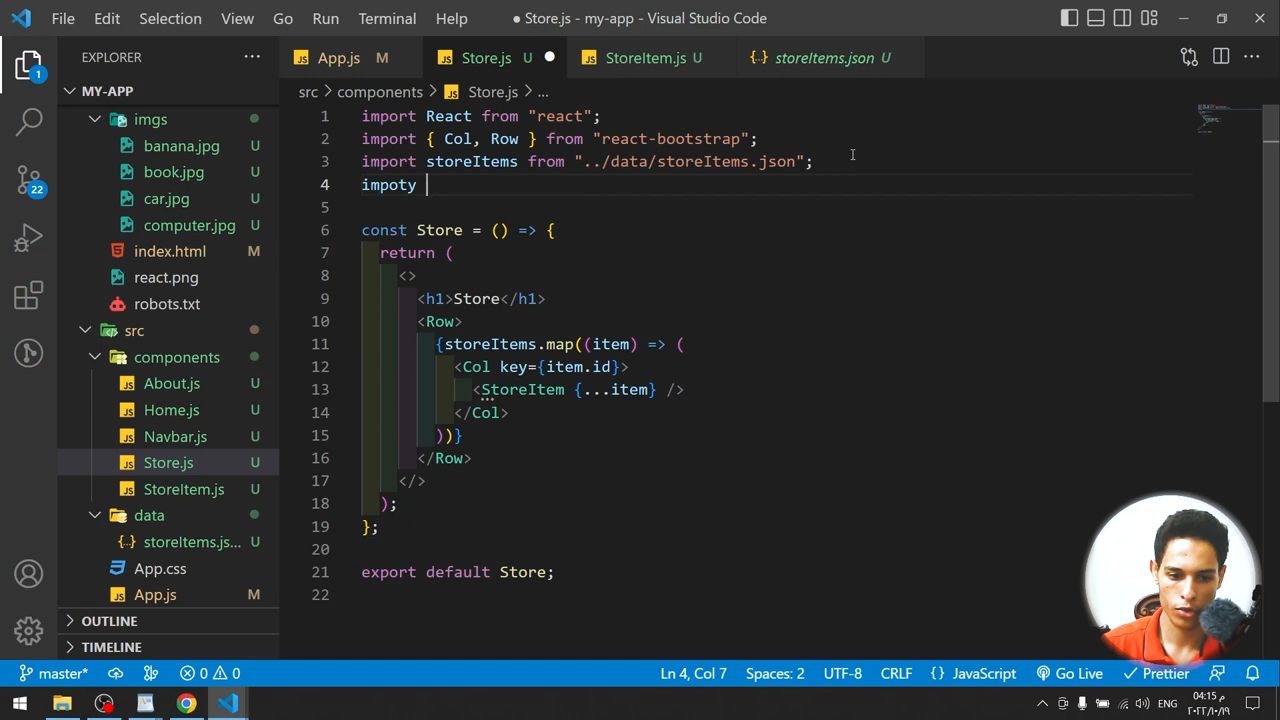 File Edit Selection View Go Run Terminal Help
● Store.js - my-app - Visual Studio Code
EXPLORER
MY-APP
imgs
banana.jpg U
book.jpg U
car.jpg U
computer.jpg U
index.html M
react.png
robots.txt
src
components
About.js U
Home.js U
Navbar.js U
Store.js U
StoreItem.js U
data
storeItems.js... U
App.css
App.js M
OUTLINE
TIMELINE
1
22
App.js M
Store.js U
StoreItem.js U
storeItems.json U
src > components > Store.js > ...
1 import React from "react";
2 import { Col, Row } from "react-bootstrap";
3 import storeItems from "../data/storeItems.json";
4 impoty
5
6 const Store = () => {
7 return (
8 <>
9 <h1>Store</h1>
10 <Row>
11 {storeItems.map((item) => (
12 <Col key={item.id}>
13 <StoreItem {...item} />
14 </Col>
15 ))}
16 </Row>
17 </>
18 );
19 };
20
21 export default Store;
22
master* 0 0 Ln 4, Col 7 Spaces: 2 UTF-8 CRLF {} JavaScript Go Live Prettier
ENG
04:15 م
٢٠٢٢/١٠/١٩